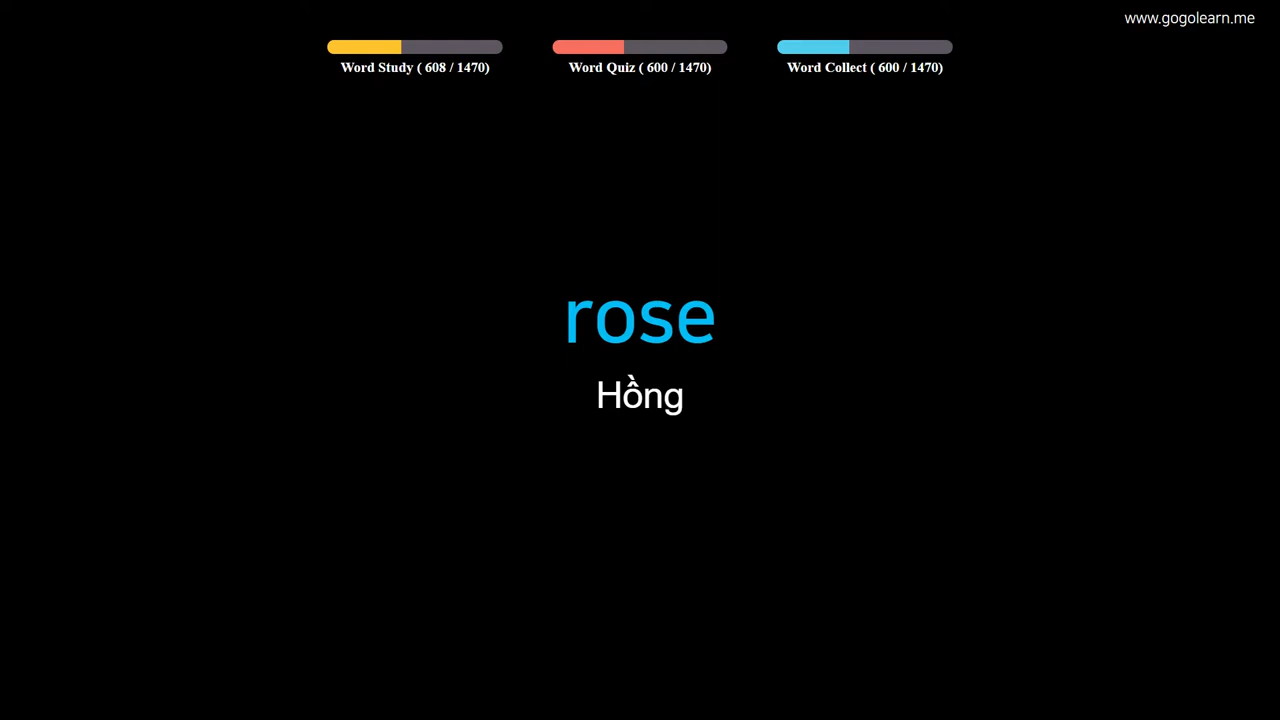 www.gogolearn.me
Word Study ( 608 / 1470)
Word Quiz ( 600 / 1470)
Word Collect ( 600 / 1470)
rose
Hồng